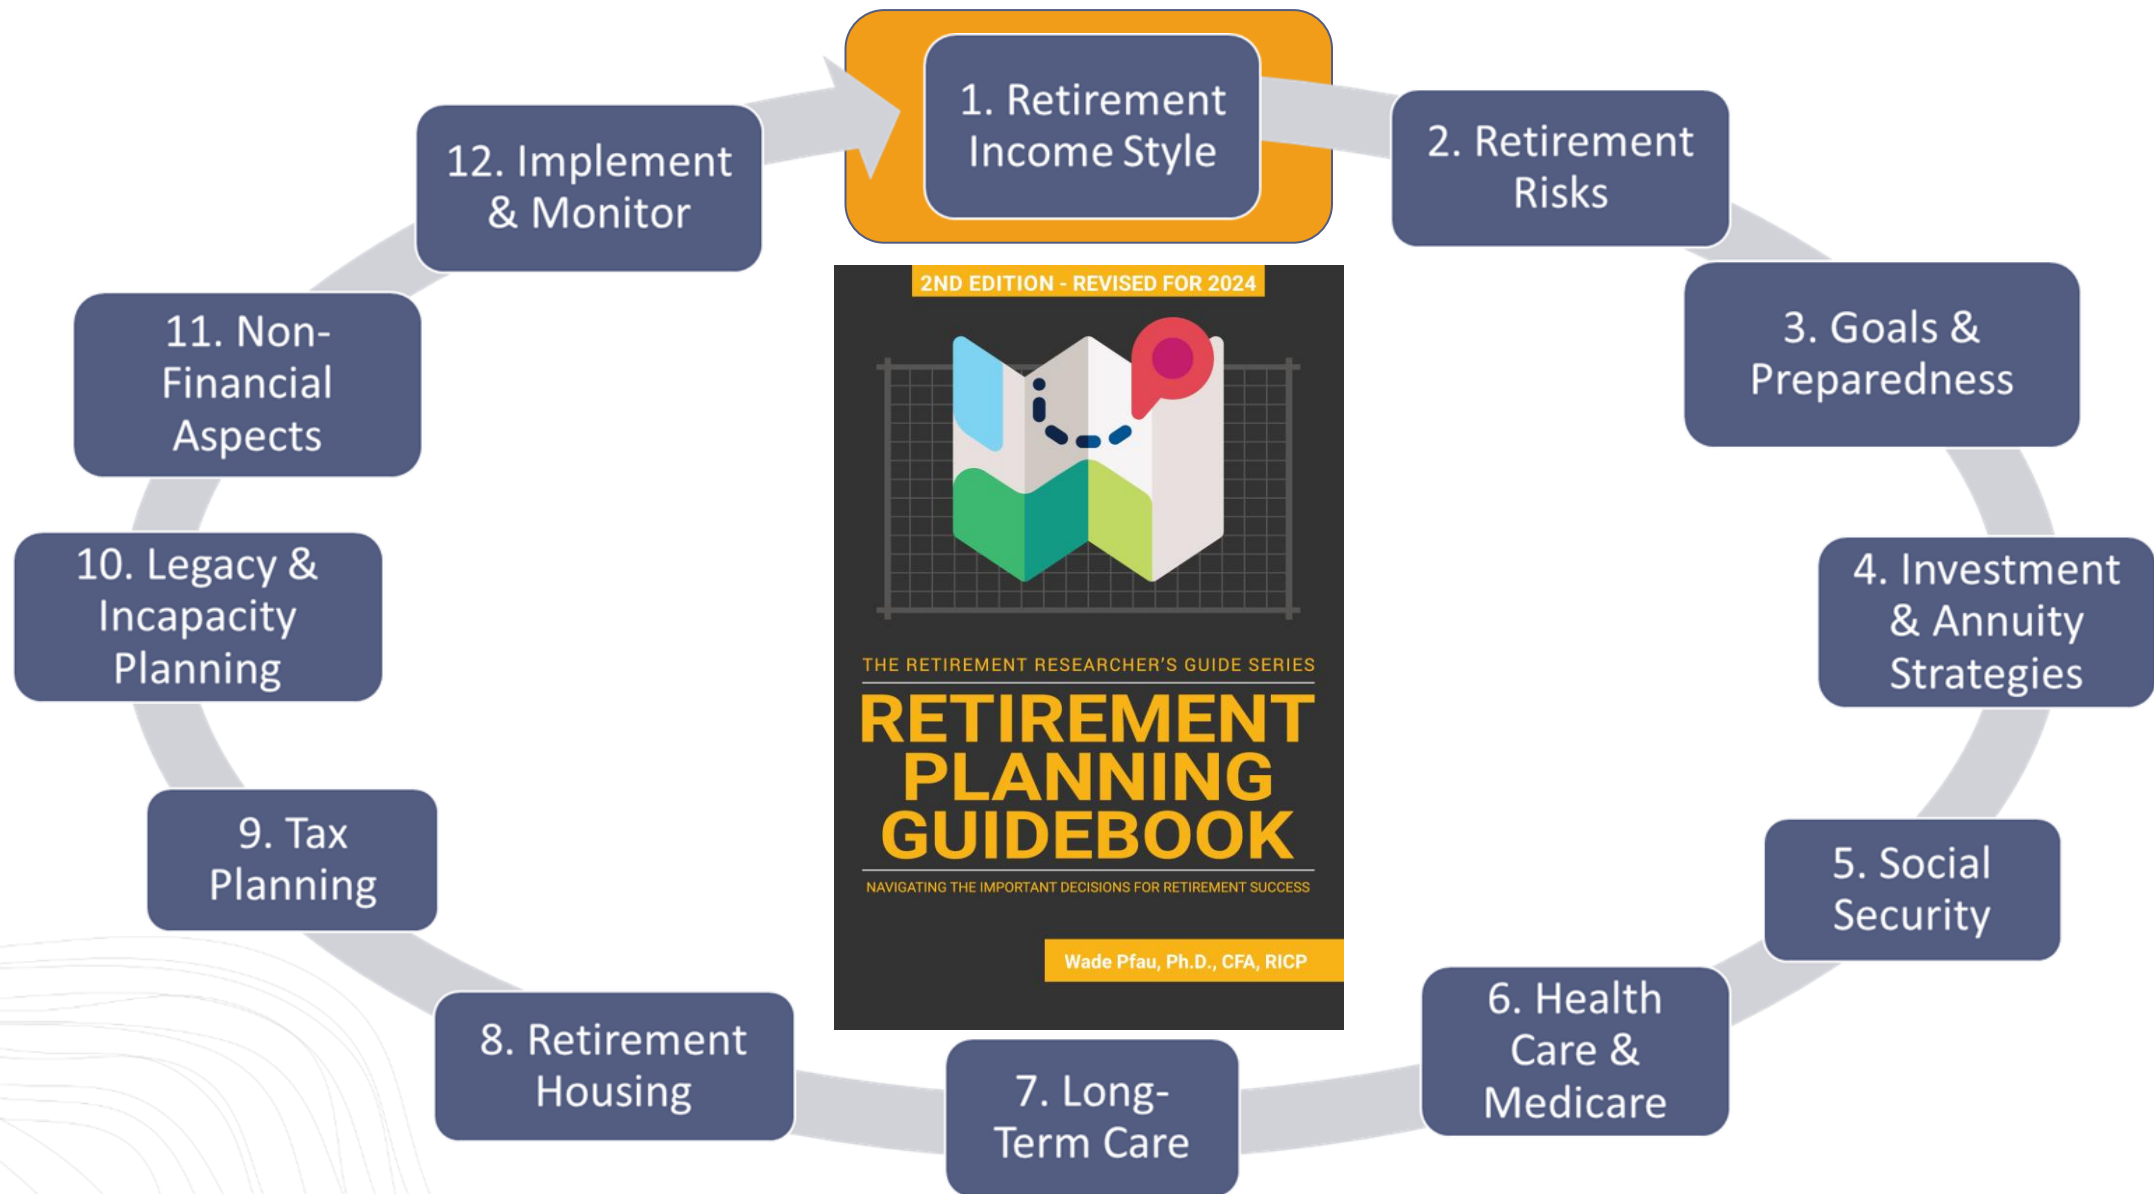 1. Retirement
Income Style
2. Retirement
Risks
3. Goals &
Preparedness
4. Investment
& Annuity
Strategies
5. Social
Security
6. Health
Care &
Medicare
7. Long-
Term Care
8. Retirement
Housing
9. Tax
Planning
10. Legacy &
Incapacity
Planning
11. Non-
Financial
Aspects
12. Implement
& Monitor
2ND EDITION - REVISED FOR 2024
THE RETIREMENT RESEARCHER'S GUIDE SERIES
RETIREMENT
PLANNING
GUIDEBOOK
NAVIGATING THE IMPORTANT DECISIONS FOR RETIREMENT SUCCESS
Wade Pfau, Ph.D., CFA, RICP